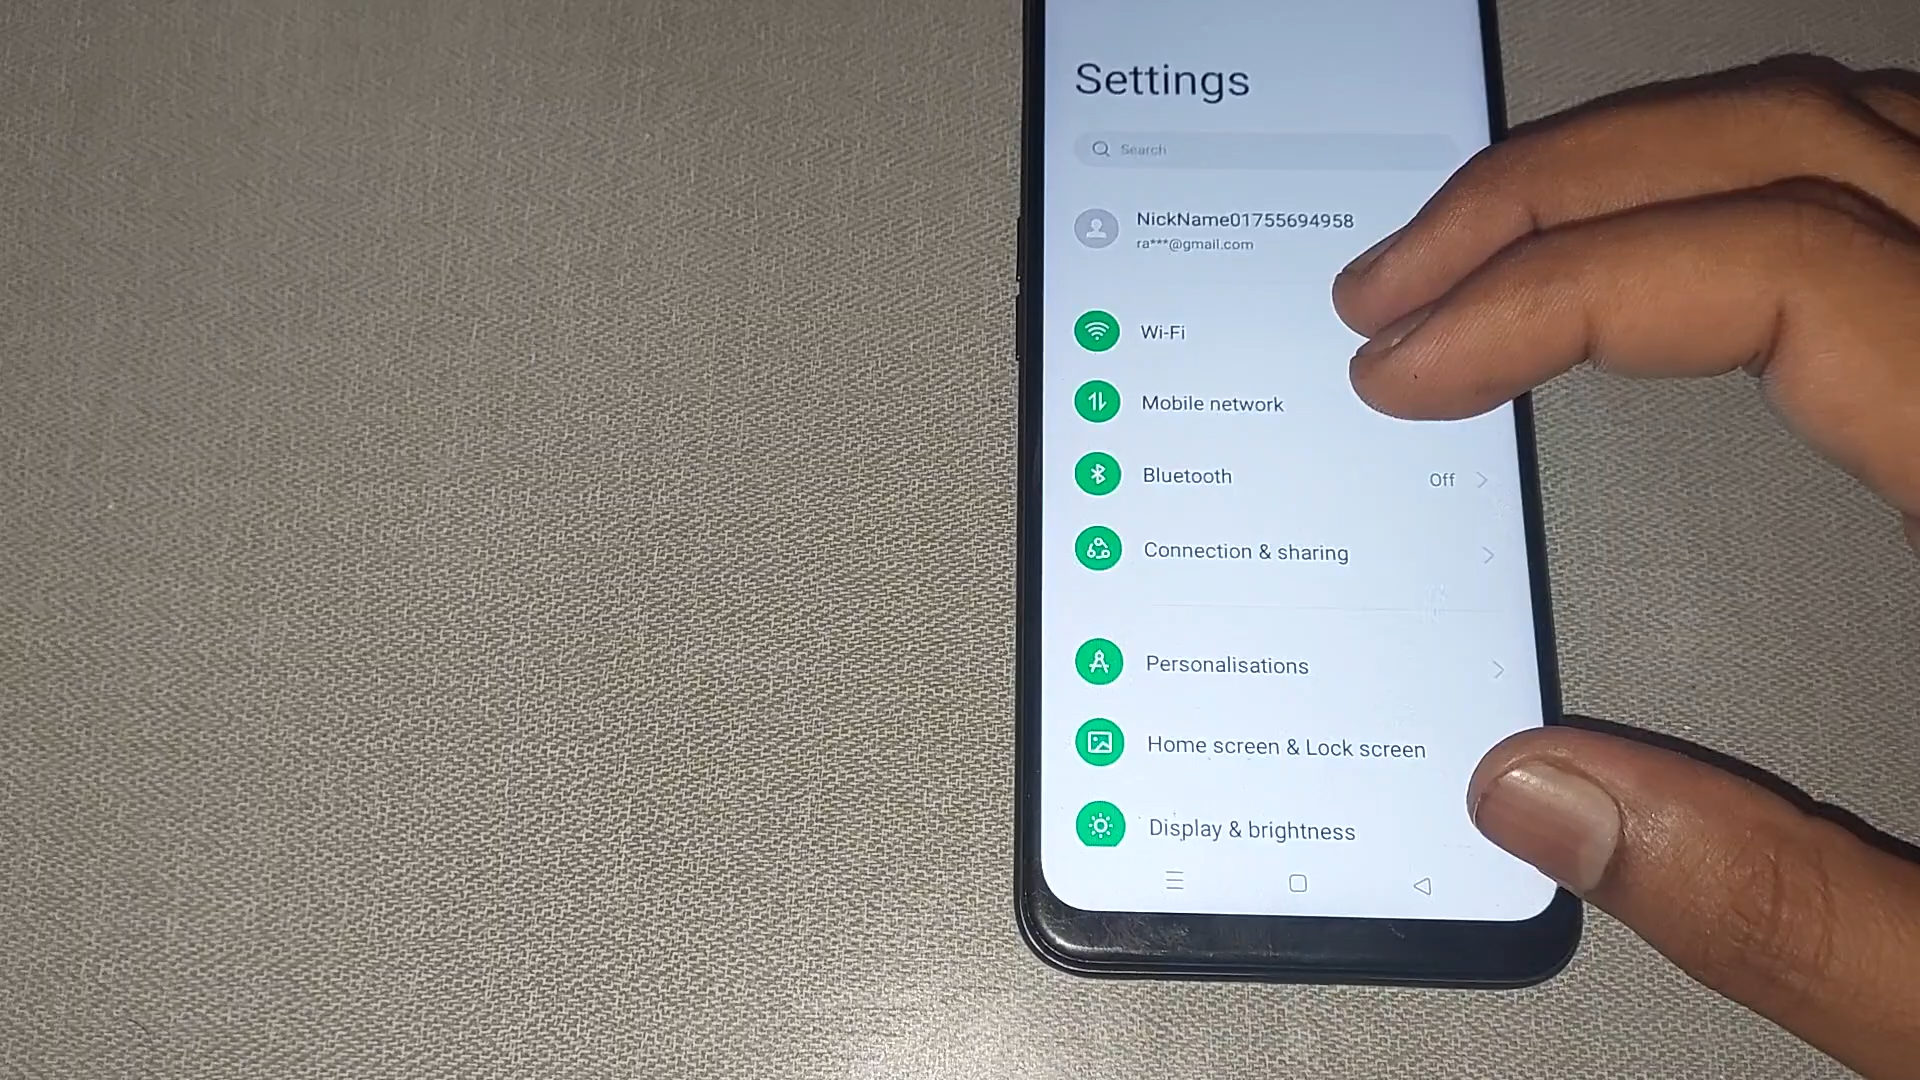 Settings
Search
NickName01755694958
ra***@gmail.com
Wi-Fi
Mobile network
Bluetooth Off
Connection & sharing
Personalisations
Home screen & Lock screen
Display & brightness